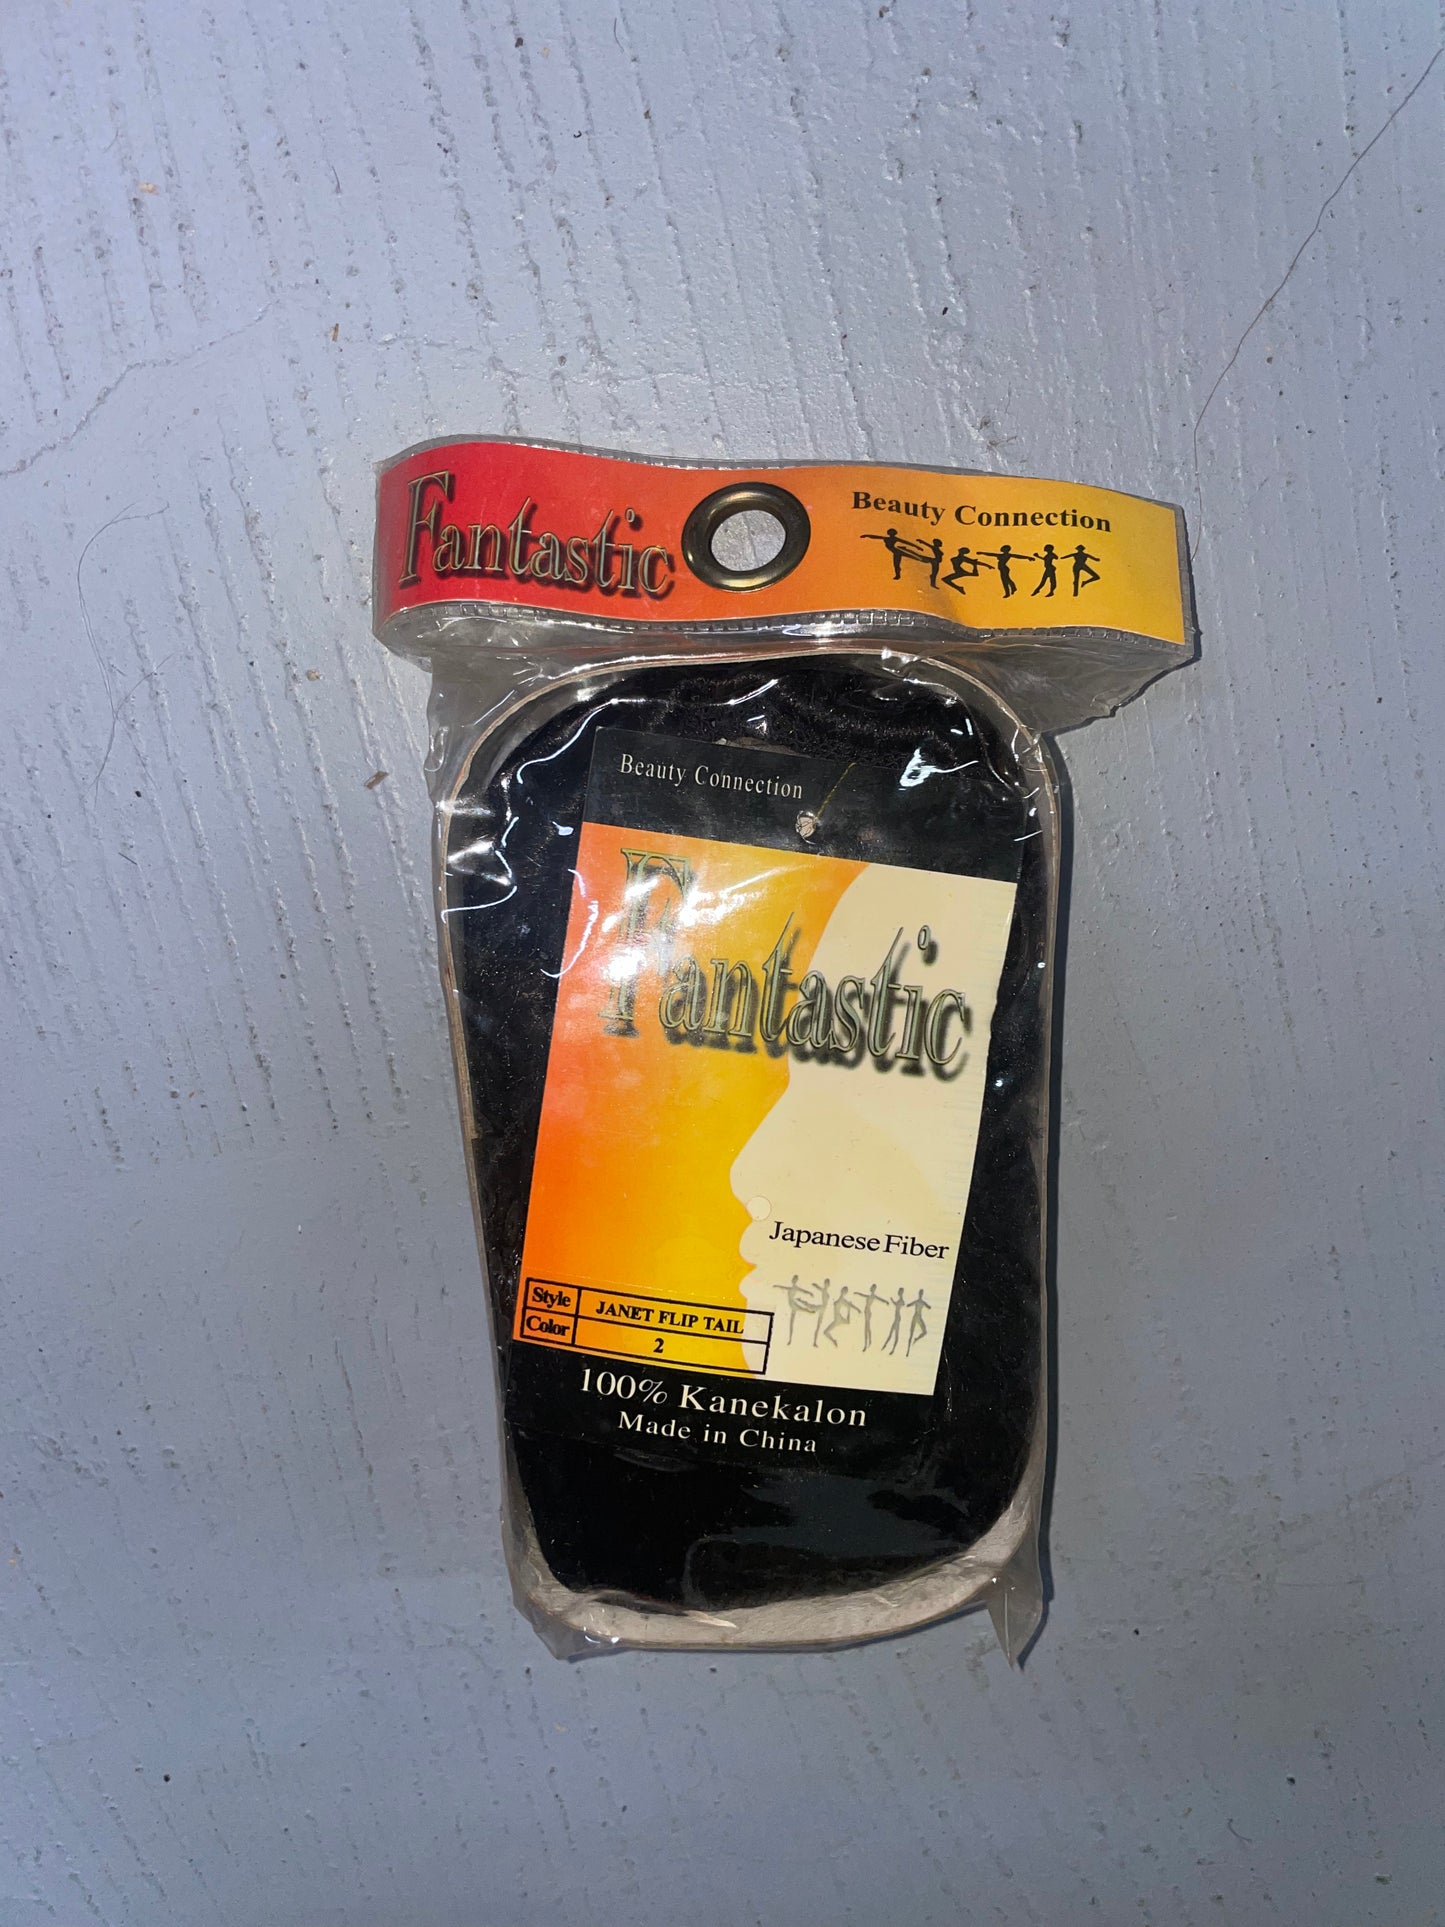 Fantastic
Beauty Connection
Beauty Connection
Fantastic
Japanese Fiber
Style JANET FLIP TAIL
Color 2
100% Kanekalon
Made in China